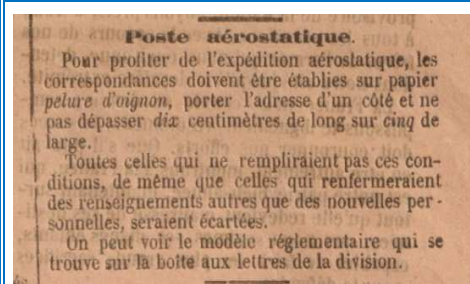 Poste aérostatique.
Pour profiter de l'expédition aérostatique, les
correspondances doivent être établies sur papier
pelure d'oignon, porter l'adresse d'un côté et ne
pas dépasser dix centimètres de long sur cinq de
large.
Toutes celles qui ne rempliraient pas ces con-
ditions, de même que celles qui renfermeraient
des renseignements autres que des nouvelles per-
sonnelles, seraient écartées.
On peut voir le modèle réglementaire qui se
trouve sur la boîte aux lettres de la division.